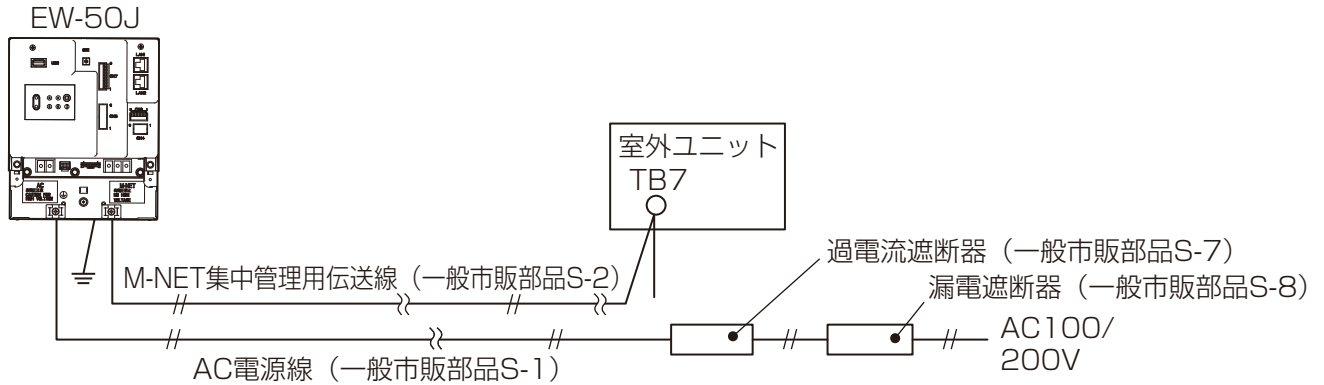 EW-50J
AC
M-NET
室外ユニット
TB7
過電流遮断器（一般市販部品S-7）
漏電遮断器（一般市販部品S-8）
M-NET集中管理用伝送線（一般市販部品S-2）
AC100/
200V
AC電源線（一般市販部品S-1）